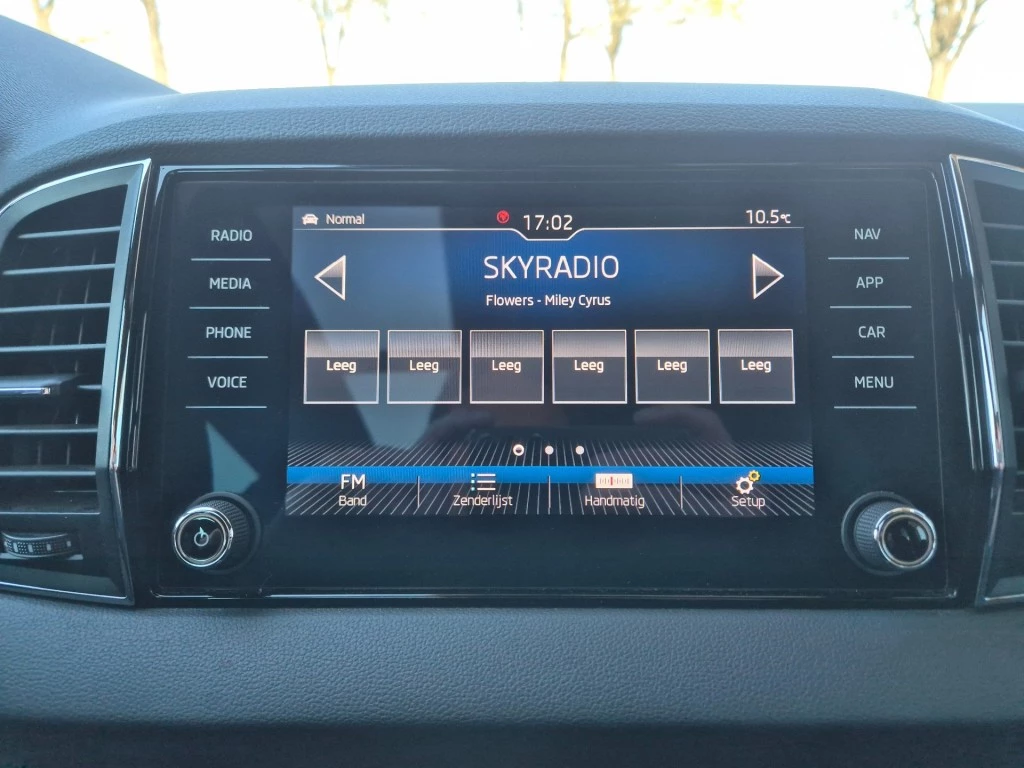 Normal 17:02 10.5°C
RADIO
MEDIA
PHONE
VOICE
SKYRADIO
Flowers - Miley Cyrus
Leeg Leeg Leeg Leeg Leeg Leeg
FM
Band Zenderlijst Handmatig Setup
NAV
APP
CAR
MENU